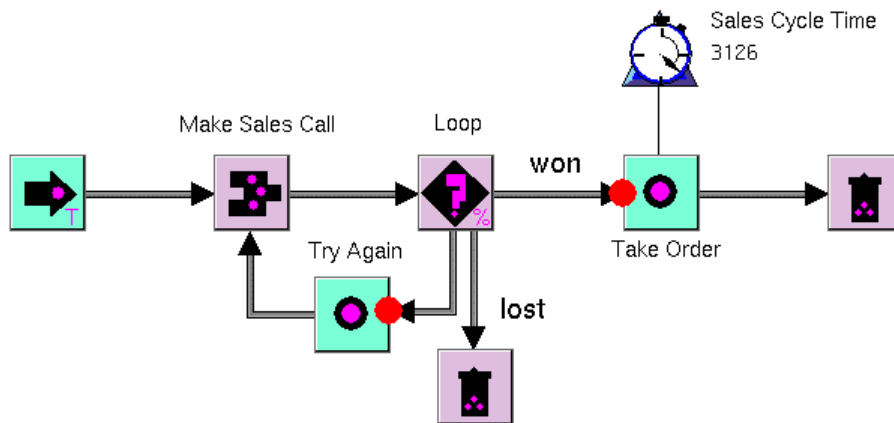 Sales Cycle Time
3126
Make Sales Call
Loop
won
T
%
Try Again
Take Order
lost